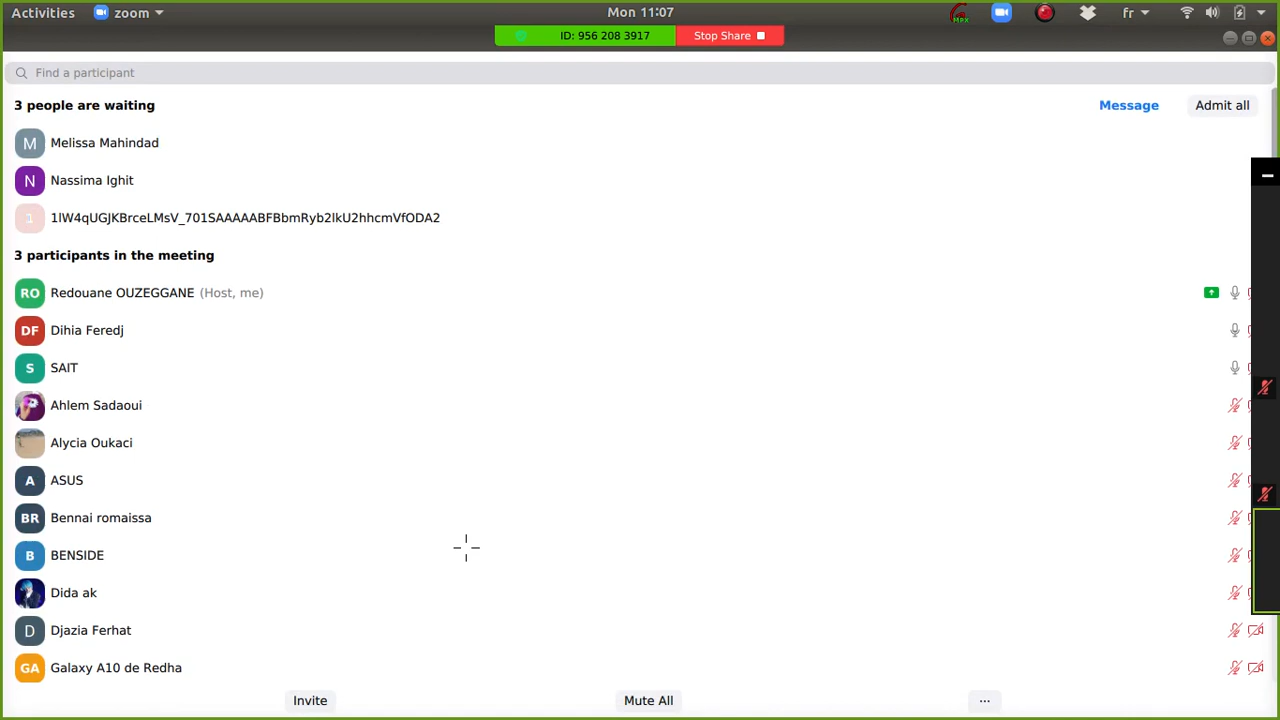 Activities zoom Mon 11:07 MPX fr
ID: 956 208 3917 Stop Share
Find a participant
3 people are waiting Message Admit all
M Melissa Mahindad
N Nassima Ighit
3 participants in the meeting
RO Redouane OUZEGGANE (Host, me)
DF Dihia Feredj
S SAIT
Ahlem Sadaoui
Alycia Oukaci
A ASUS
BR Bennai romaissa
B BENSIDE
Dida ak
D Djazia Ferhat
GA Galaxy A10 de Redha
Invite Mute All ...